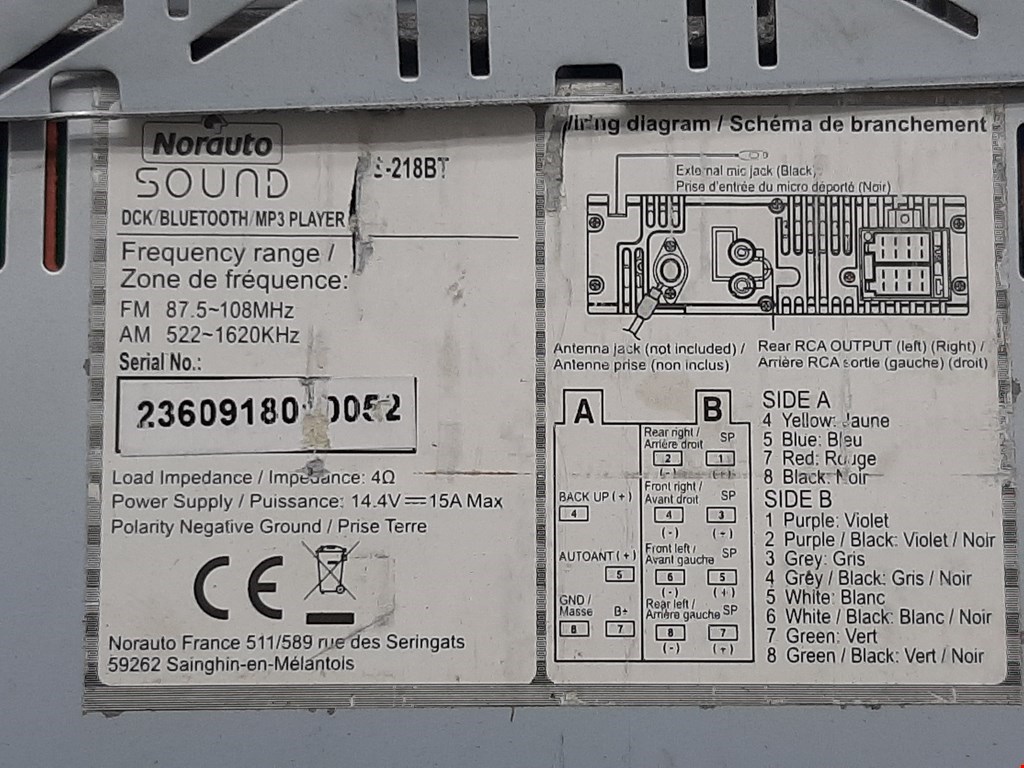 Norauto
SOUND
-218BT
DCK/BLUETOOTH/MP3 PLAYER
Frequency range /
Zone de fréquence:
FM 87.5~108MHz
AM 522~1620KHz
Serial No.:
23609180 0052
Load Impedance / Impedance: 4Ω
Power Supply / Puissance: 14.4V⎓15A Max
Polarity Negative Ground / Prise Terre
CE
Norauto France 511/589 rue des Seringats
59262 Sainghin-en-Mélantois
Wiring diagram / Schéma de branchement
External mic jack (Black)
Prise d'entrée du micro déporté (Noir)
Antenna jack (not included) /
Antenne prise (non inclus)
Rear RCA OUTPUT (left) (Right) /
Arrière RCA sortie (gauche) (droit)
A B
BACK UP (+)
4
AUTOANT (+)
5
GND /
Masse B+
8 7
Rear right /
Arrière droit SP
2 1
(-) (+)
Front right /
Avant droit SP
4 3
(-) (+)
Front left /
Avant gauche SP
6 5
(-) (+)
Rear left /
Arrière gauche SP
8 7
(-) (+)
SIDE A
4 Yellow: Jaune
5 Blue: Bleu
7 Red: Rouge
8 Black: Noir
SIDE B
1 Purple: Violet
2 Purple / Black: Violet / Noir
3 Grey: Gris
4 Grey / Black: Gris / Noir
5 White: Blanc
6 White / Black: Blanc / Noir
7 Green: Vert
8 Green / Black: Vert / Noir